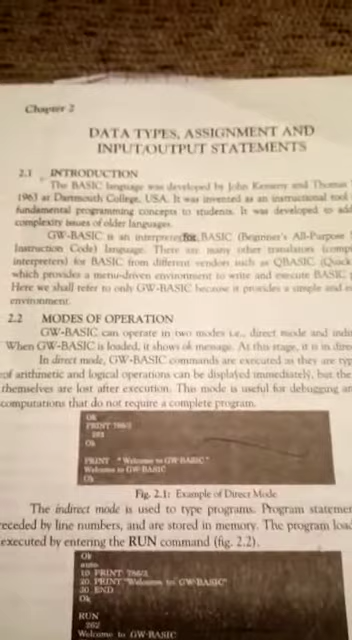 Chapter 2
DATA TYPES, ASSIGNMENT AND
INPUT/OUTPUT STATEMENTS
2.1 INTRODUCTION
The BASIC language was developed by John Kemeny and Thomas
1963 at Dartmouth College, USA. It was invented as an instructional tool
fundamental programming concepts to students. It was developed to
complexity issues of older languages.
GW-BASIC is an interpreter for BASIC (Beginner's All-Purpose
Instruction Code) language. There are many other translators
interpreters) for BASIC from different vendors such as QBASIC
which provides a menu-driven environment to write and execute BASIC
Here we shall refer to only GW-BASIC because it provides a simple and
environment.
2.2 MODES OF OPERATION
GW-BASIC can operate in two modes i.e., direct mode and
When GW-BASIC is loaded, it shows ok message. At this stage, it is in
In direct mode, GW-BASIC commands are executed as they are
of arithmetic and logical operations can be displayed immediately, but
themselves are lost after execution. This mode is useful for debugging
computations that do not require a complete program.
Ok
PRINT
Ok
PRINT "Welcome to GW-BASIC"
Welcome to GW-BASIC
Ok
Fig. 2.1: Example of Direct Mode
The indirect mode is used to type programs. Program
receded by line numbers, and are stored in memory. The program
executed by entering the RUN command (fig. 2.2).
Ok
auto
10 PRINT
20 PRINT "Welcome to GW-BASIC"
30 END
Ok
RUN
Welcome to GW-BASIC